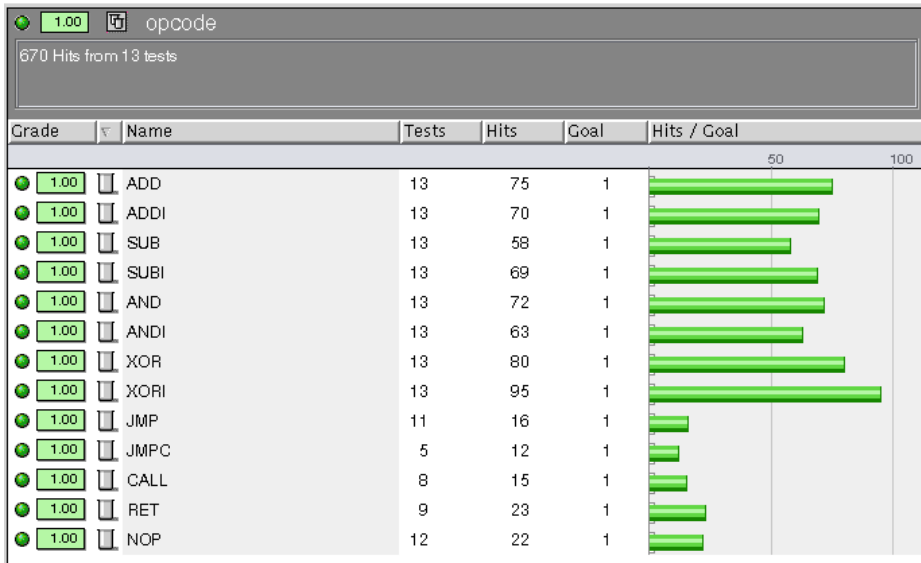 1.00 opcode
670 Hits from 13 tests
Grade Name Tests Hits Goal Hits / Goal
50 100
1.00 ADD 13 75 1
1.00 ADDI 13 70 1
1.00 SUB 13 58 1
1.00 SUBI 13 69 1
1.00 AND 13 72 1
1.00 ANDI 13 63 1
1.00 XOR 13 80 1
1.00 XORI 13 95 1
1.00 JMP 11 16 1
1.00 JMPC 5 12 1
1.00 CALL 8 15 1
1.00 RET 9 23 1
1.00 NOP 12 22 1